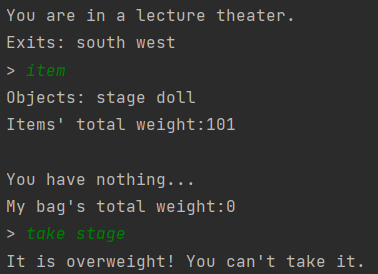 You are in a lecture theater.
Exits: south west
> item
Objects: stage doll
Items' total weight:101
You have nothing...
My bag's total weight:0
> take stage
It is overweight! You can't take it.